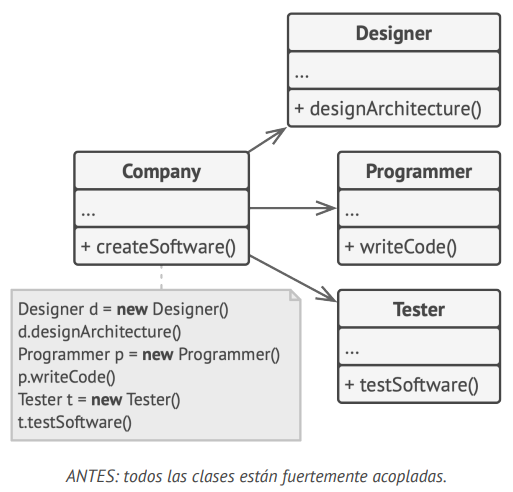 Designer
...
+ designArchitecture()
Company
...
+ createSoftware()
Programmer
...
+ writeCode()
Tester
...
+ testSoftware()
Designer d = new Designer()
d.designArchitecture()
Programmer p = new Programmer()
p.writeCode()
Tester t = new Tester()
t.testSoftware()
ANTES: todos las clases están fuertemente acopladas.